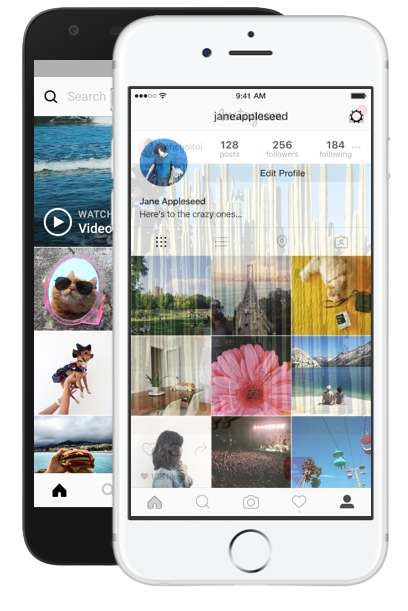 Search
WATCH
Video
9:41 AM
janeappleseed
128
posts
256
followers
184
following
Edit Profile
Jane Appleseed
Here's to the crazy ones...